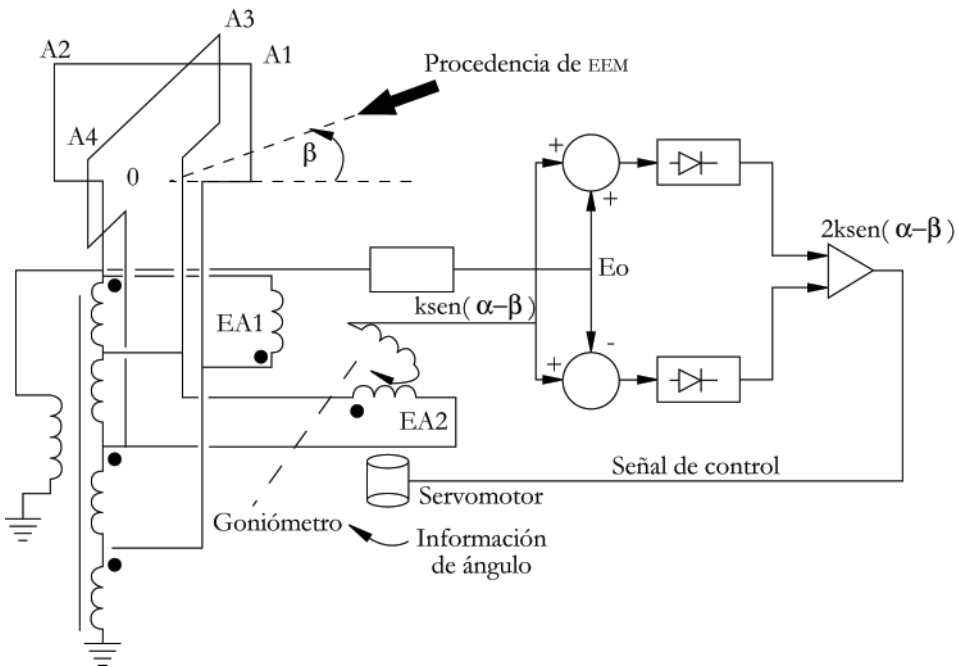 A3
A2
A1
Procedencia de EEM
A4
β
0
+
+
2ksen(α−β)
Eo
ksen(α−β)
EA1
-
+
EA2
Señal de control
Servomotor
Goniómetro
Información
de ángulo